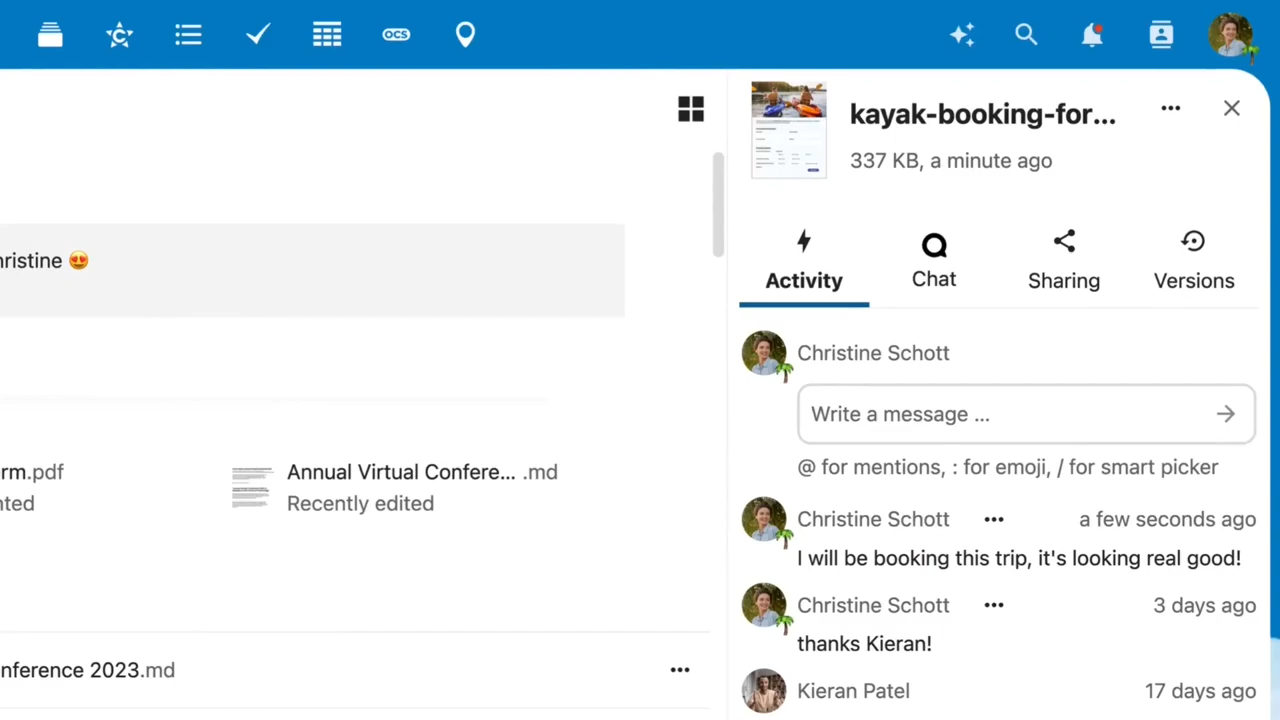 OCS
kayak-booking-for...
337 KB, a minute ago
Activity
Chat
Sharing
Versions
hristine 😍
Christine Schott
Write a message ...
@ for mentions, : for emoji, / for smart picker
rm.pdf
nted
Annual Virtual Confere... .md
Recently edited
Christine Schott
a few seconds ago
I will be booking this trip, it's looking real good!
Christine Schott
3 days ago
thanks Kieran!
nference 2023.md
Kieran Patel
17 days ago